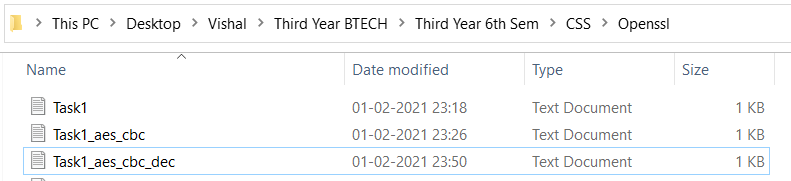 This PC > Desktop > Vishal > Third Year BTECH > Third Year 6th Sem > CSS > Openssl
Name Date modified Type Size
Task1 01-02-2021 23:18 Text Document 1 KB
Task1_aes_cbc 01-02-2021 23:26 Text Document 1 KB
Task1_aes_cbc_dec 01-02-2021 23:50 Text Document 1 KB